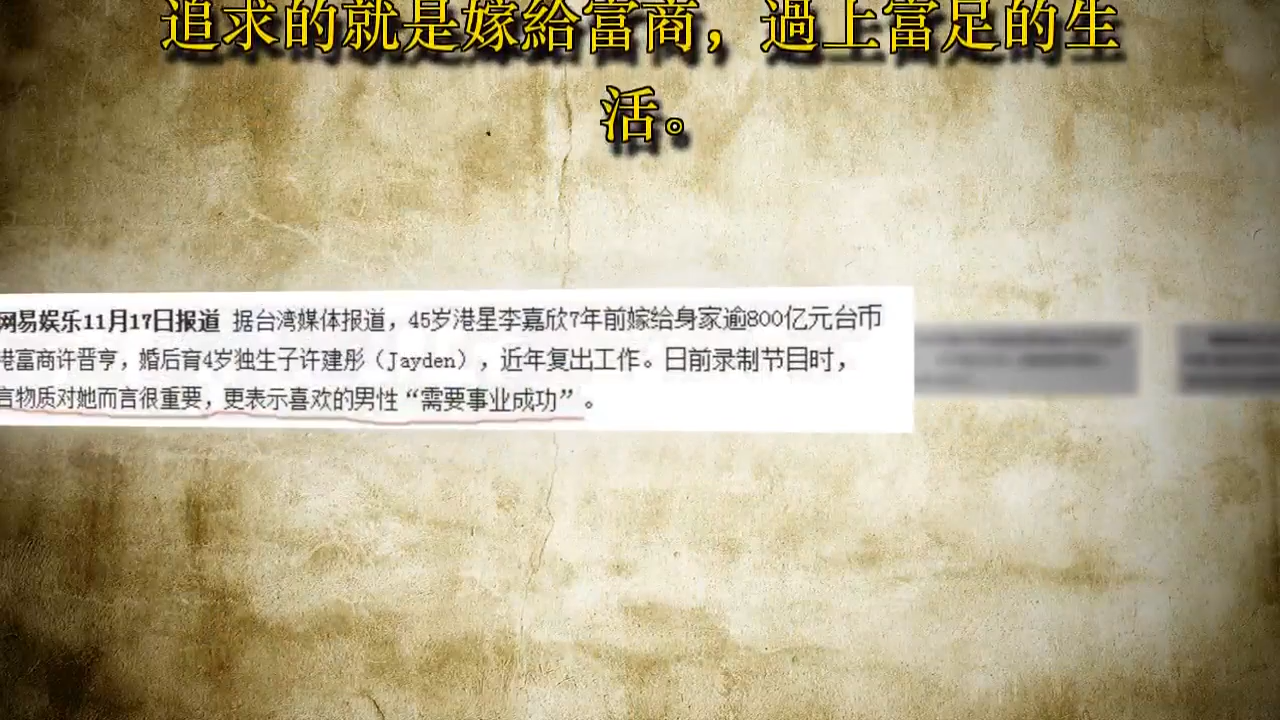 追求的就是嫁給富商，過上富足的生
活。
网易娱乐11月17日报道 据台湾媒体报道，45岁港星李嘉欣7年前嫁给身家逾800亿元台币
港富商许晋亨，婚后育4岁独生子许建彤（Jayden），近年复出工作。日前录制节目时，
言物质对她而言很重要，更表示喜欢的男性“需要事业成功”。